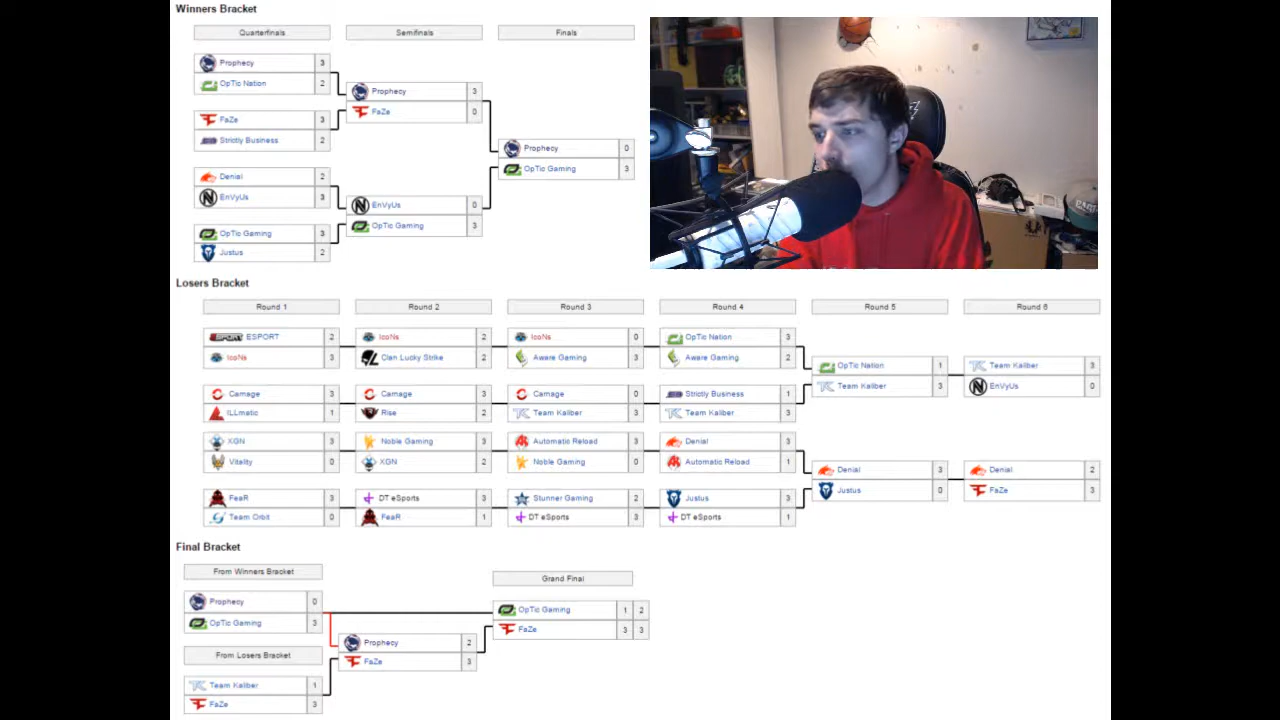 Winners Bracket
Quarterfinals Semifinals Finals
Prophecy 3
OpTic Nation 2
Prophecy 3
FaZe 0
FaZe 3
Strictly Business 2
Prophecy 0
OpTic Gaming 3
Denial 2
EnVyUs 3
EnVyUs 0
OpTic Gaming 3
OpTic Gaming 3
Justus 2
Losers Bracket
Round 1 Round 2 Round 3 Round 4 Round 5 Round 6
ESPORT ESPORT 2 IcoNs 2 IcoNs 0 OpTic Nation 3
IcoNs 3 Clan Lucky Strike 2 Aware Gaming 3 Aware Gaming 2
OpTic Nation 1 Team Kaliber 3
Team Kaliber 3 EnVyUs 0
Carnage 3 Carnage 3 Carnage 0 Strictly Business 1
ILLmatic 1 Rise 2 Team Kaliber 3 Team Kaliber 3
XGN 3 Noble Gaming 3 Automatic Reload 3 Denial 3
Vitality 0 XGN 2 Noble Gaming 0 Automatic Reload 1
Denial 3 Denial 2
Justus 0 FaZe 3
FeaR 3 DT eSports 3 Stunner Gaming 2 Justus 3
Team Orbit 0 FeaR 1 DT eSports 3 DT eSports 1
Final Bracket
From Winners Bracket Grand Final
Prophecy 0
OpTic Gaming 3
OpTic Gaming 1 2
FaZe 3 3
Prophecy 2
FaZe 3
From Losers Bracket
Team Kaliber 1
FaZe 3